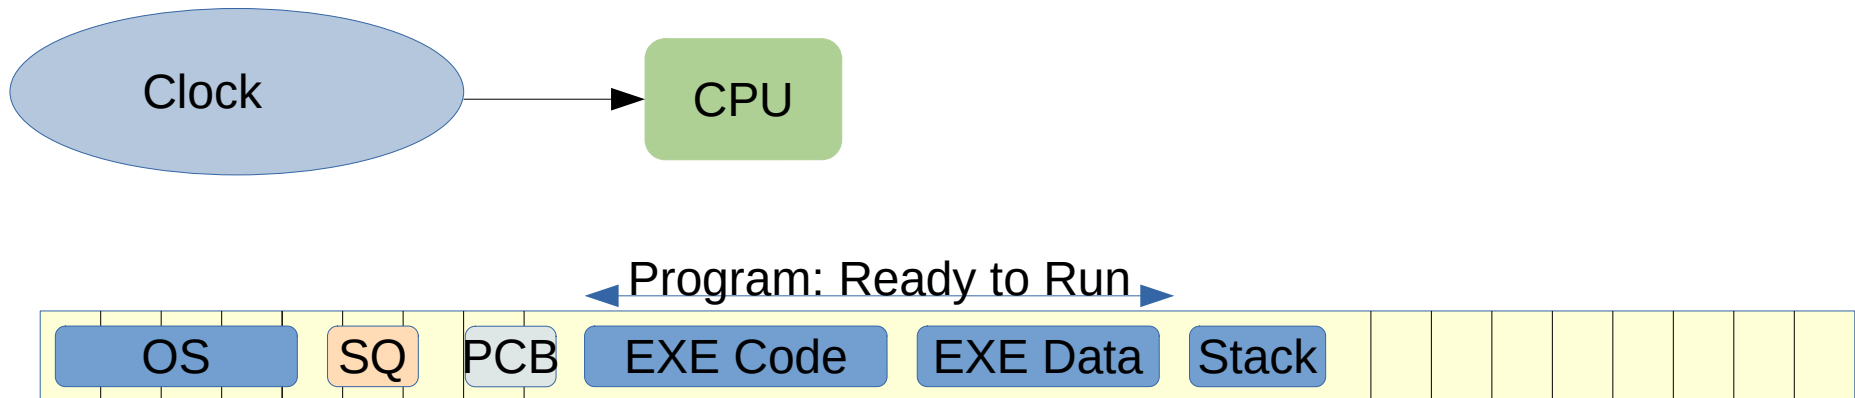 Clock
CPU
Program: Ready to Run
OS
SQ
PCB
EXE Code
EXE Data
Stack